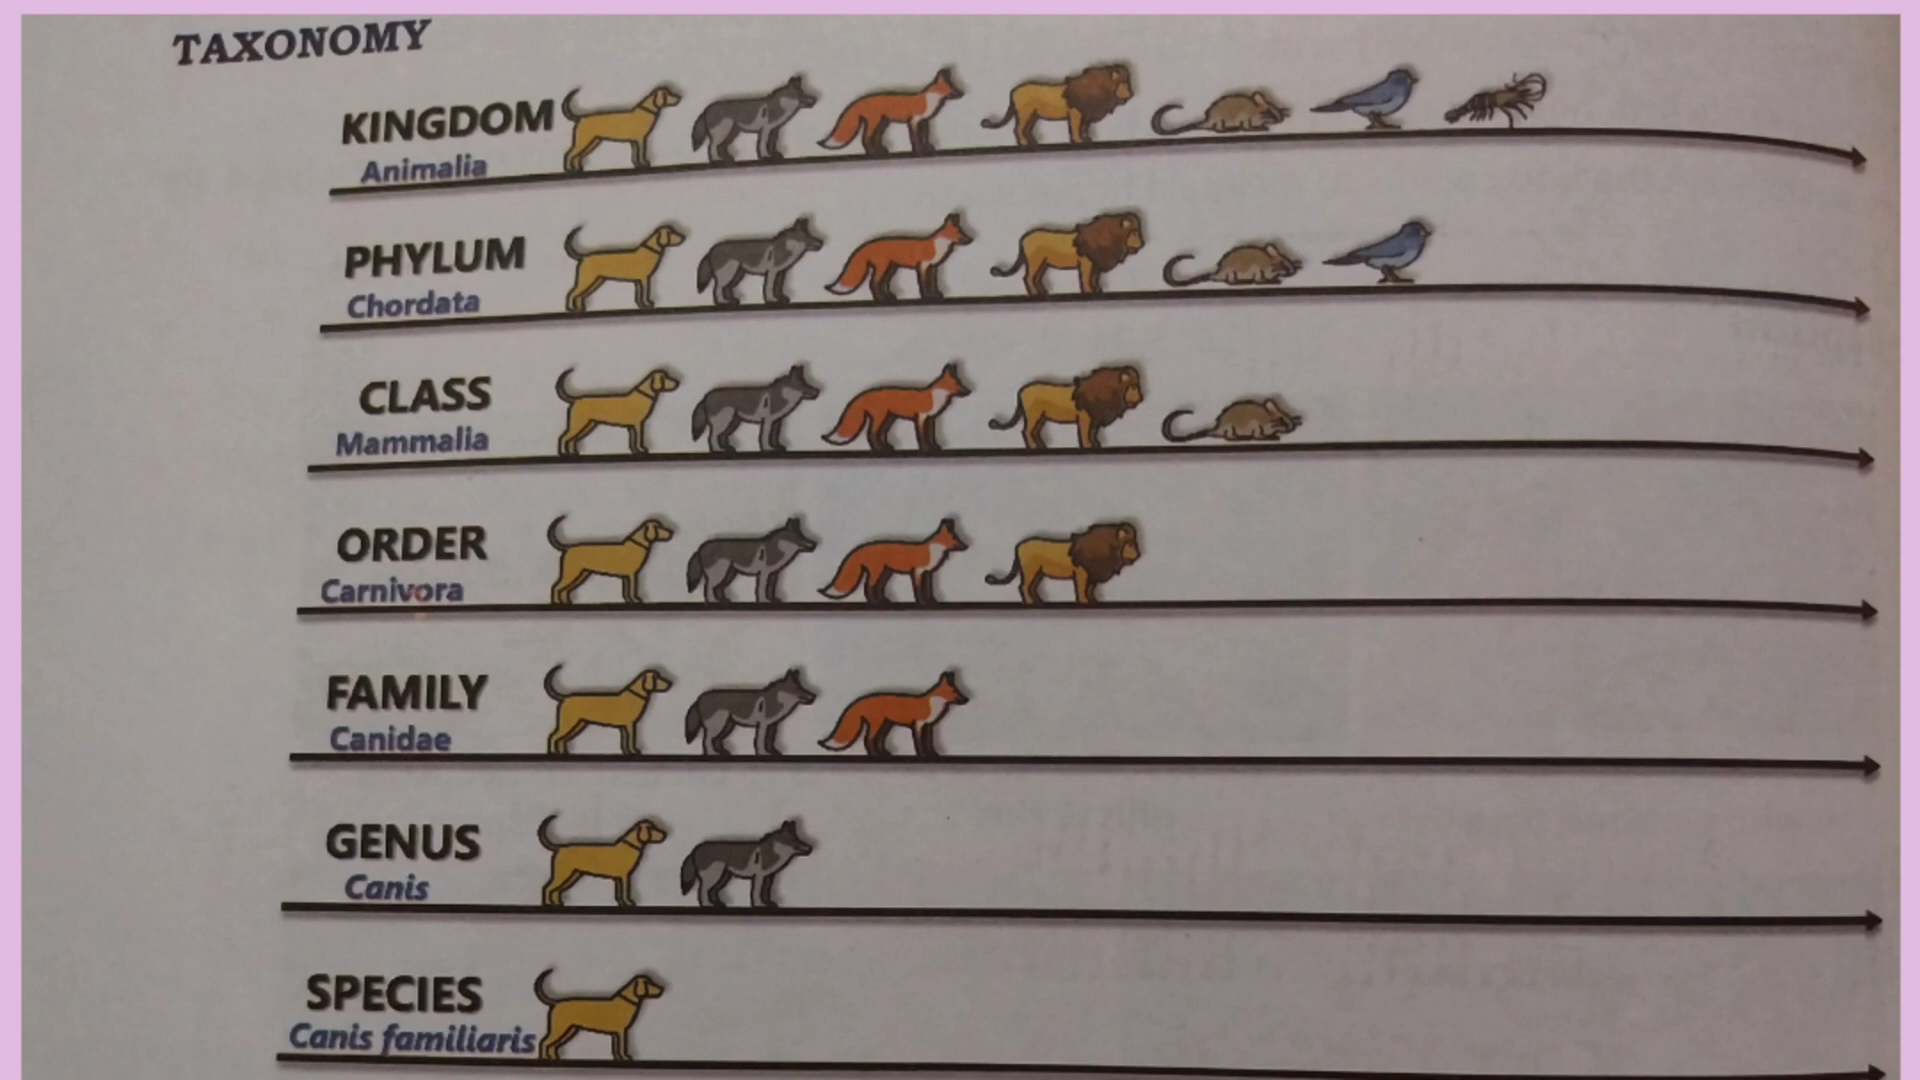 TAXONOMY
KINGDOM
Animalia
PHYLUM
Chordata
CLASS
Mammalia
ORDER
Carnivora
FAMILY
Canidae
GENUS
Canis
SPECIES
Canis familiaris